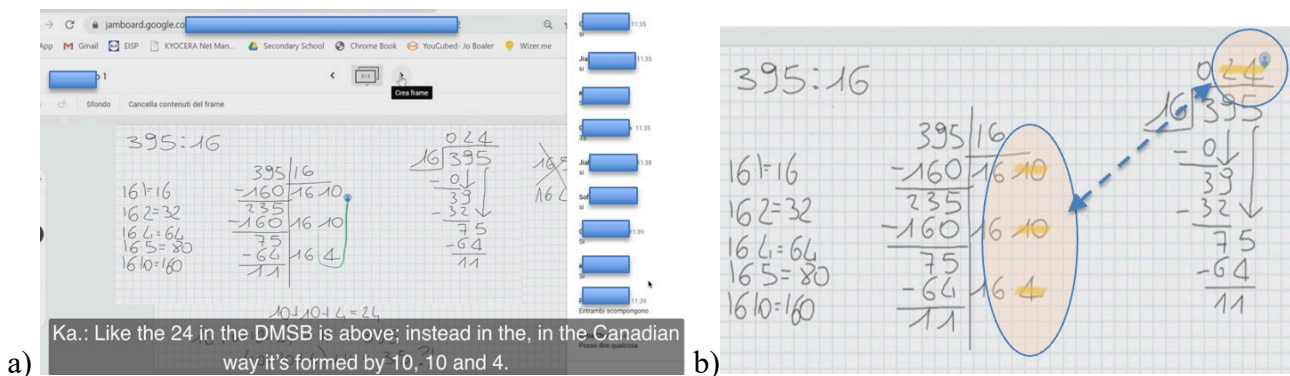 a)
jamboard.google.co
App
Gmail
EISP
KYOCERA Net Man...
Secondary School
Chrome Book
YouCubed- Jo Boaler
Wizer.me
1
Crea frame
Sfondo
Cancella contenuti del frame
395:16
16 1=16
16 2=32
16 4=64
16 5=80
16 10=160
395 16
-160 16 10
235
-160 16 10
75
-64 16 4
11
10+10+4=24
024
16 395
-0
39
-32
75
-64
11
11:35
si
11:35
si
11:35
si
11:35
11:38
si
si
11:39
Si
11:39
Entrambi scompongono
Posso dire qualcosa
Ka.: Like the 24 in the DMSB is above; instead in the, in the Canadian
way it's formed by 10, 10 and 4.
b)
395:16
16 1=16
16 2=32
16 4=64
16 5=80
16 10=160
395 16
-160 16 10
235
-160 16 10
75
-64 16 4
11
024
16 395
-0
39
-32
75
-64
11